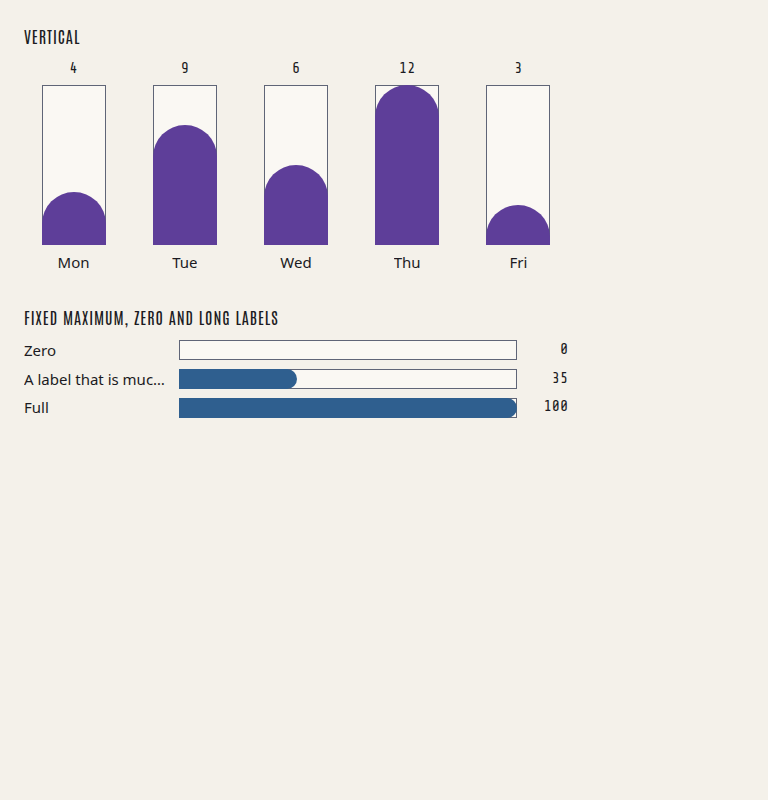 VERTICAL
4 9 6 12 3
Mon Tue Wed Thu Fri
FIXED MAXIMUM, ZERO AND LONG LABELS
Zero 0
A label that is muc... 35
Full 100